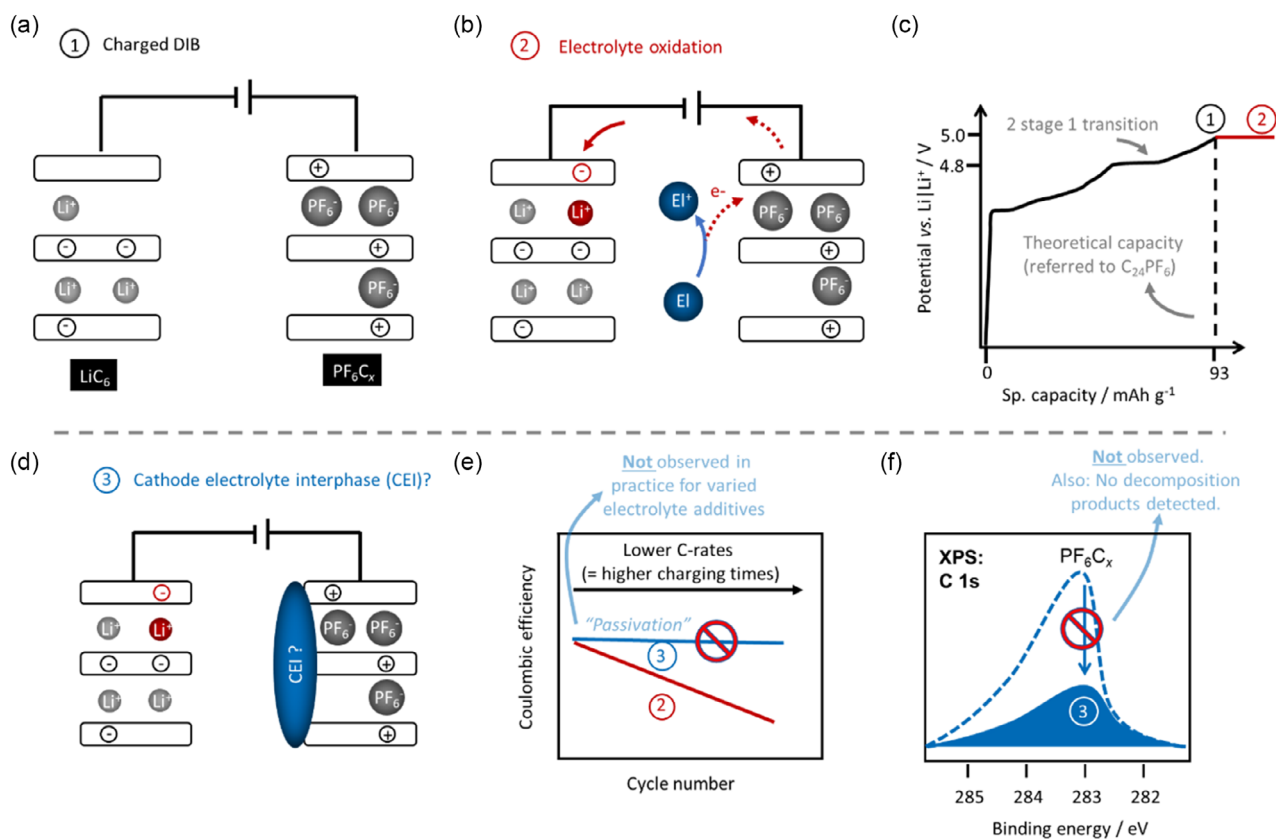 (a)
① Charged DIB
Li⁺
⊖ ⊖
Li⁺ Li⁺
⊖
LiC₆
⊕
PF₆⁻ PF₆⁻
⊕
PF₆⁻
⊕
PF₆Cₓ
(b)
② Electrolyte oxidation
⊖
Li⁺ Li⁺
⊖ ⊖
Li⁺ Li⁺
⊖
El⁺
e-
El
⊕
PF₆⁻ PF₆⁻
⊕
PF₆⁻
⊕
(c)
① ②
2 stage 1 transition
5.0
4.8
Potential vs. Li|Li⁺ / V
Theoretical capacity
(referred to C₂₄PF₆)
0 93
Sp. capacity / mAh g⁻¹
(d)
③ Cathode electrolyte interphase (CEI)?
⊖
Li⁺ Li⁺
⊖ ⊖
Li⁺ Li⁺
⊖
CEI ?
⊕
PF₆⁻ PF₆⁻
⊕
PF₆⁻
⊕
(e)
Not observed in
practice for varied
electrolyte additives
Lower C-rates
(= higher charging times)
"Passivation"
③
②
Coulombic efficiency
Cycle number
(f)
Not observed.
Also: No decomposition
products detected.
XPS:
C 1s
PF₆Cₓ
③
285 284 283 282
Binding energy / eV